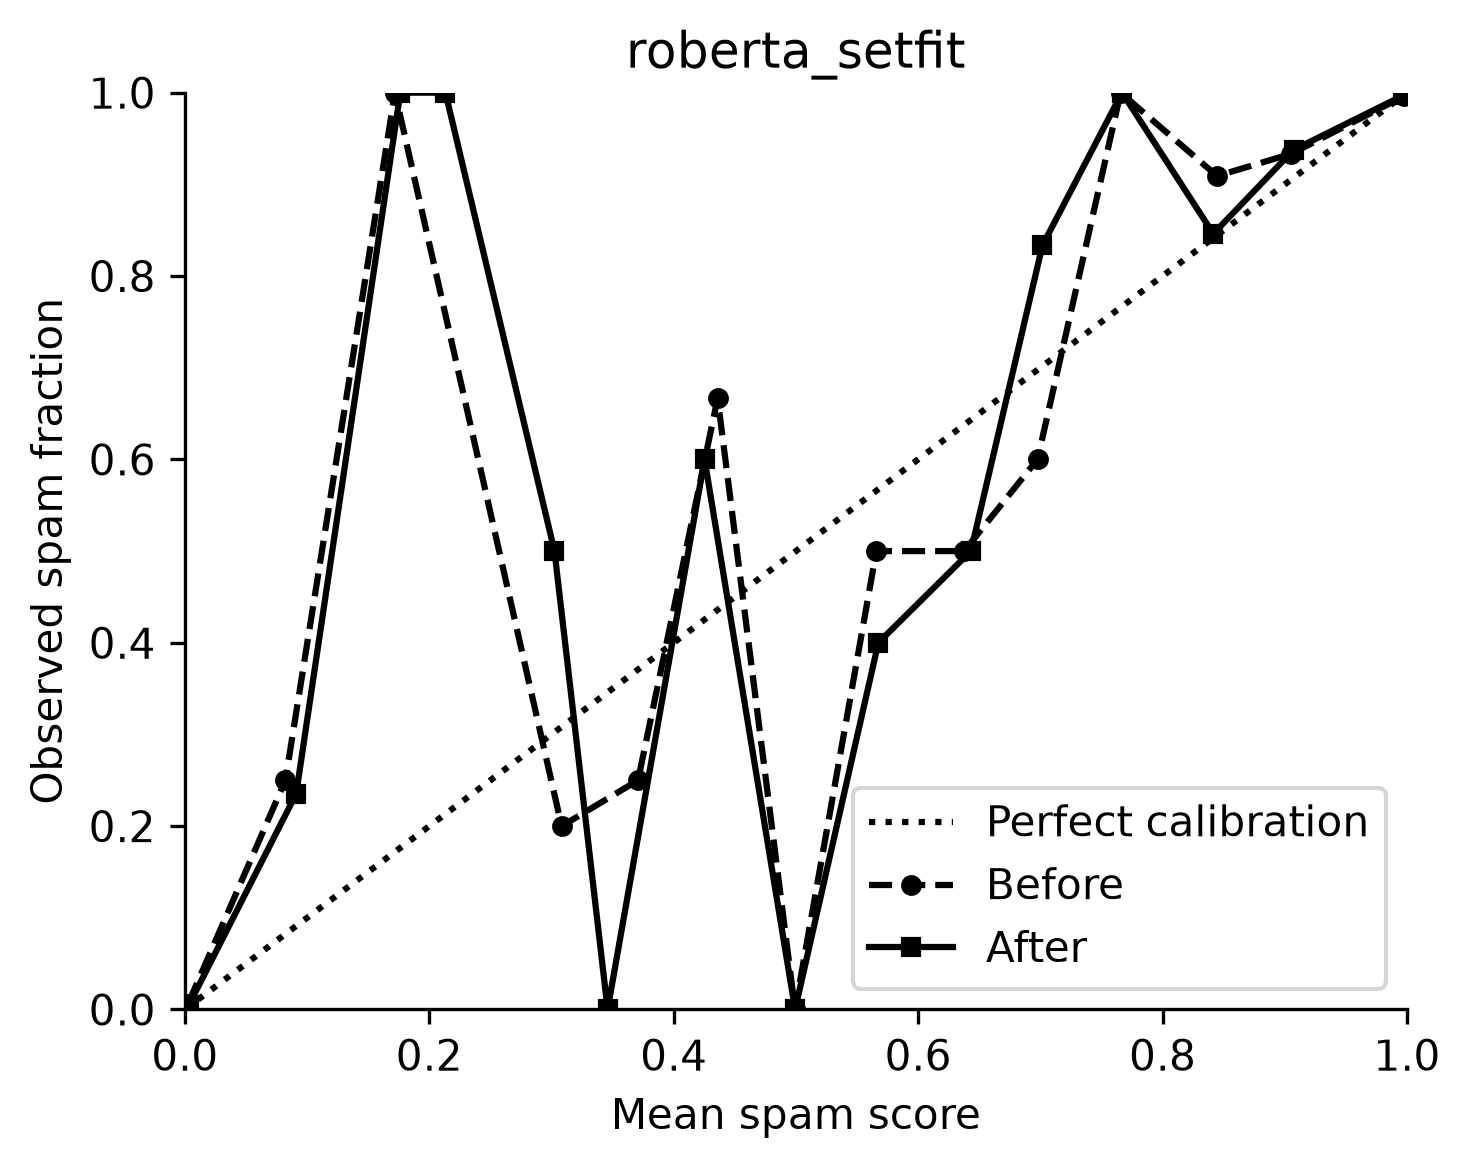 roberta_setfit
1.0
0.8
0.6
0.4
0.2
0.0
Observed spam fraction
Perfect calibration
Before
After
0.0 0.2 0.4 0.6 0.8 1.0
Mean spam score